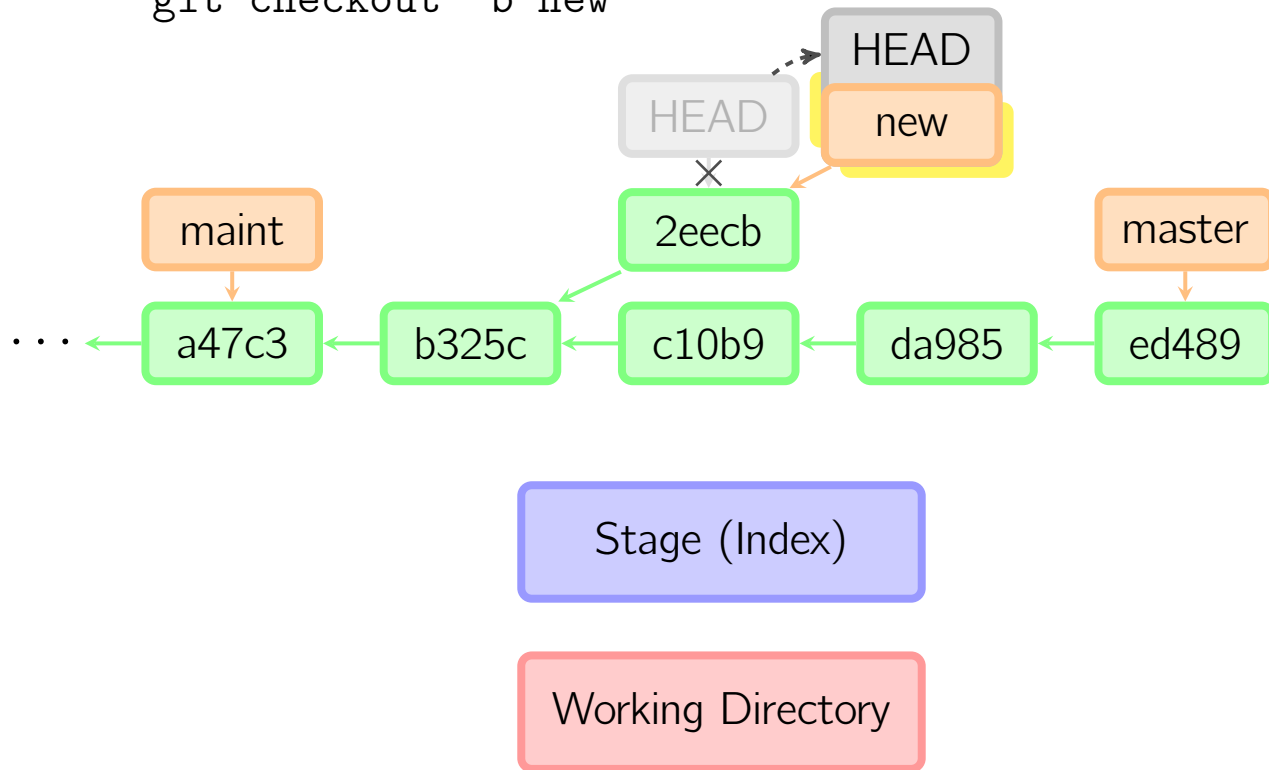 git checkout -b new
HEAD
HEAD
new
maint
2eecb
master
...
a47c3
b325c
c10b9
da985
ed489
Stage (Index)
Working Directory